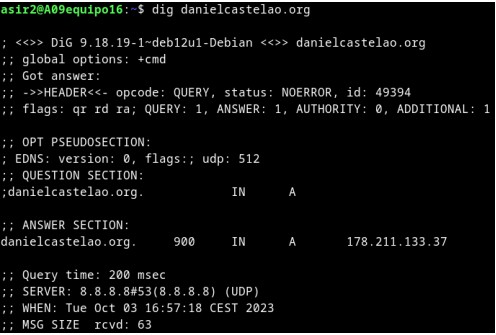 asir2@A09equipo16:~$ dig danielcastelao.org
; <<>> DiG 9.18.19-1~deb12u1-Debian <<>> danielcastelao.org
;; global options: +cmd
;; Got answer:
;; ->>HEADER<<- opcode: QUERY, status: NOERROR, id: 49394
;; flags: qr rd ra; QUERY: 1, ANSWER: 1, AUTHORITY: 0, ADDITIONAL: 1
;; OPT PSEUDOSECTION:
; EDNS: version: 0, flags:; udp: 512
;; QUESTION SECTION:
;danielcastelao.org. IN A
;; ANSWER SECTION:
danielcastelao.org. 900 IN A 178.211.133.37
;; Query time: 200 msec
;; SERVER: 8.8.8.8#53(8.8.8.8) (UDP)
;; WHEN: Tue Oct 03 16:57:18 CEST 2023
;; MSG SIZE rcvd: 63